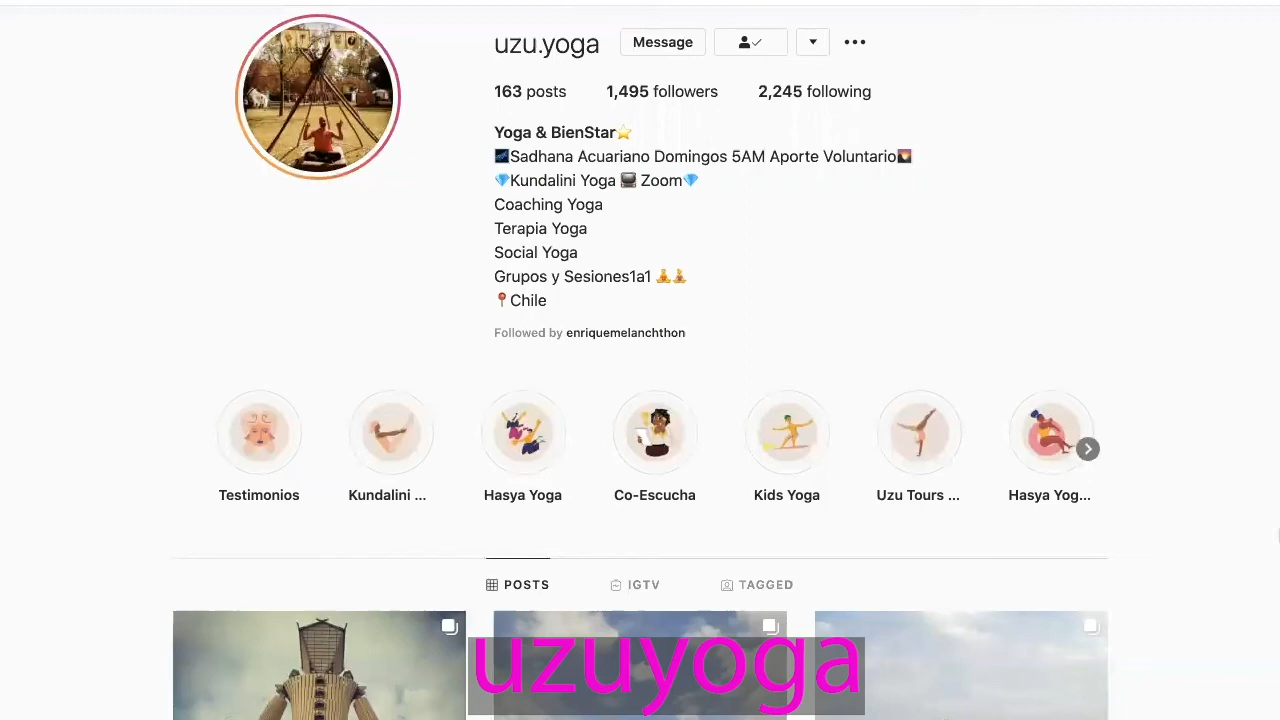 uzu.yoga
Message
163 posts
1,495 followers
2,245 following
Yoga & BienStar⭐
🌌Sadhana Acuariano Domingos 5AM Aporte Voluntario🌄
💎Kundalini Yoga 📺 Zoom💎
Coaching Yoga
Terapia Yoga
Social Yoga
Grupos y Sesiones1a1 🧘🧘
📍Chile
Followed by enriquemelanchthon
Testimonios
Kundalini ...
Hasya Yoga
Co-Escucha
Kids Yoga
Uzu Tours ...
Hasya Yog...
POSTS
IGTV
TAGGED
uzuyoga